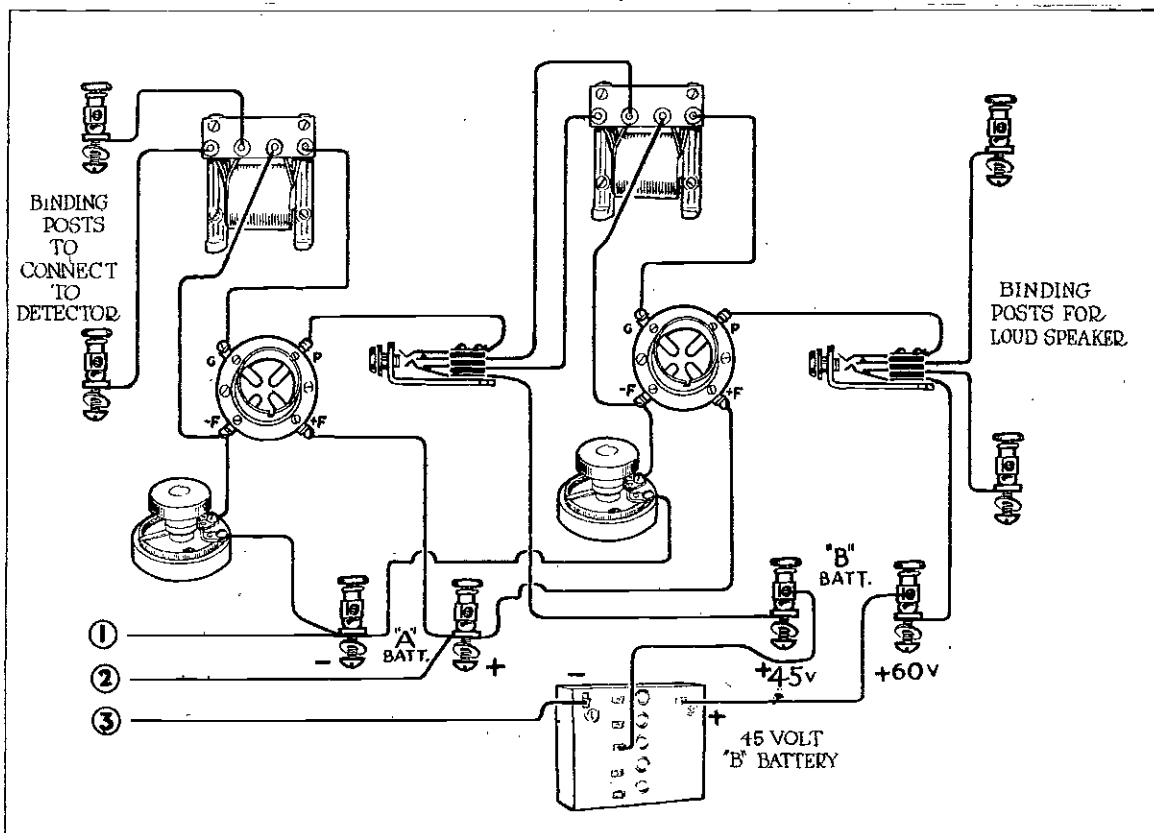 BINDING
POSTS
TO
CONNECT
TO
DETECTOR
G
P
-F
+F
G
P
-F
+F
BINDING
POSTS FOR
LOUD SPEAKER
"B"
BATT.
①
②
③
-
"A"
BATT.
+
+45V
+60V
-
+
45 VOLT
"B" BATTERY